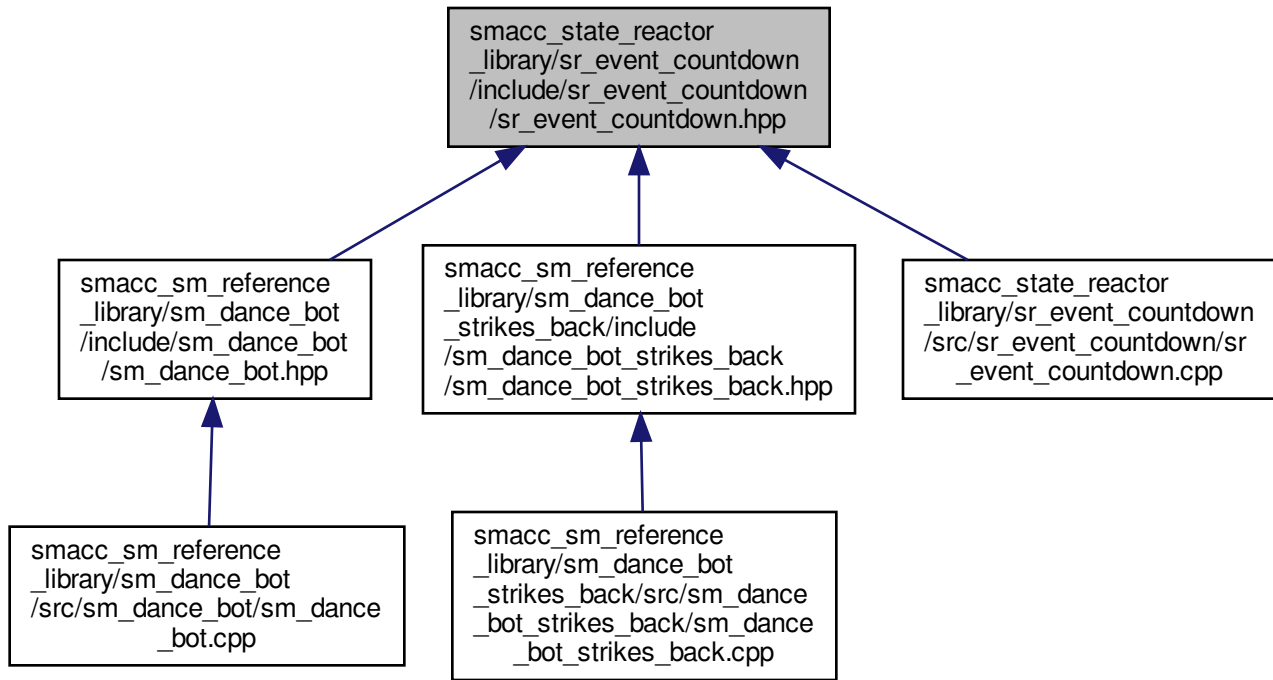 smacc_state_reactor
_library/sr_event_countdown
/include/sr_event_countdown
/sr_event_countdown.hpp
smacc_sm_reference
_library/sm_dance_bot
/include/sm_dance_bot
/sm_dance_bot.hpp
smacc_sm_reference
_library/sm_dance_bot
_strikes_back/include
/sm_dance_bot_strikes_back
/sm_dance_bot_strikes_back.hpp
smacc_state_reactor
_library/sr_event_countdown
/src/sr_event_countdown/sr
_event_countdown.cpp
smacc_sm_reference
_library/sm_dance_bot
/src/sm_dance_bot/sm_dance
_bot.cpp
smacc_sm_reference
_library/sm_dance_bot
_strikes_back/src/sm_dance
_bot_strikes_back/sm_dance
_bot_strikes_back.cpp